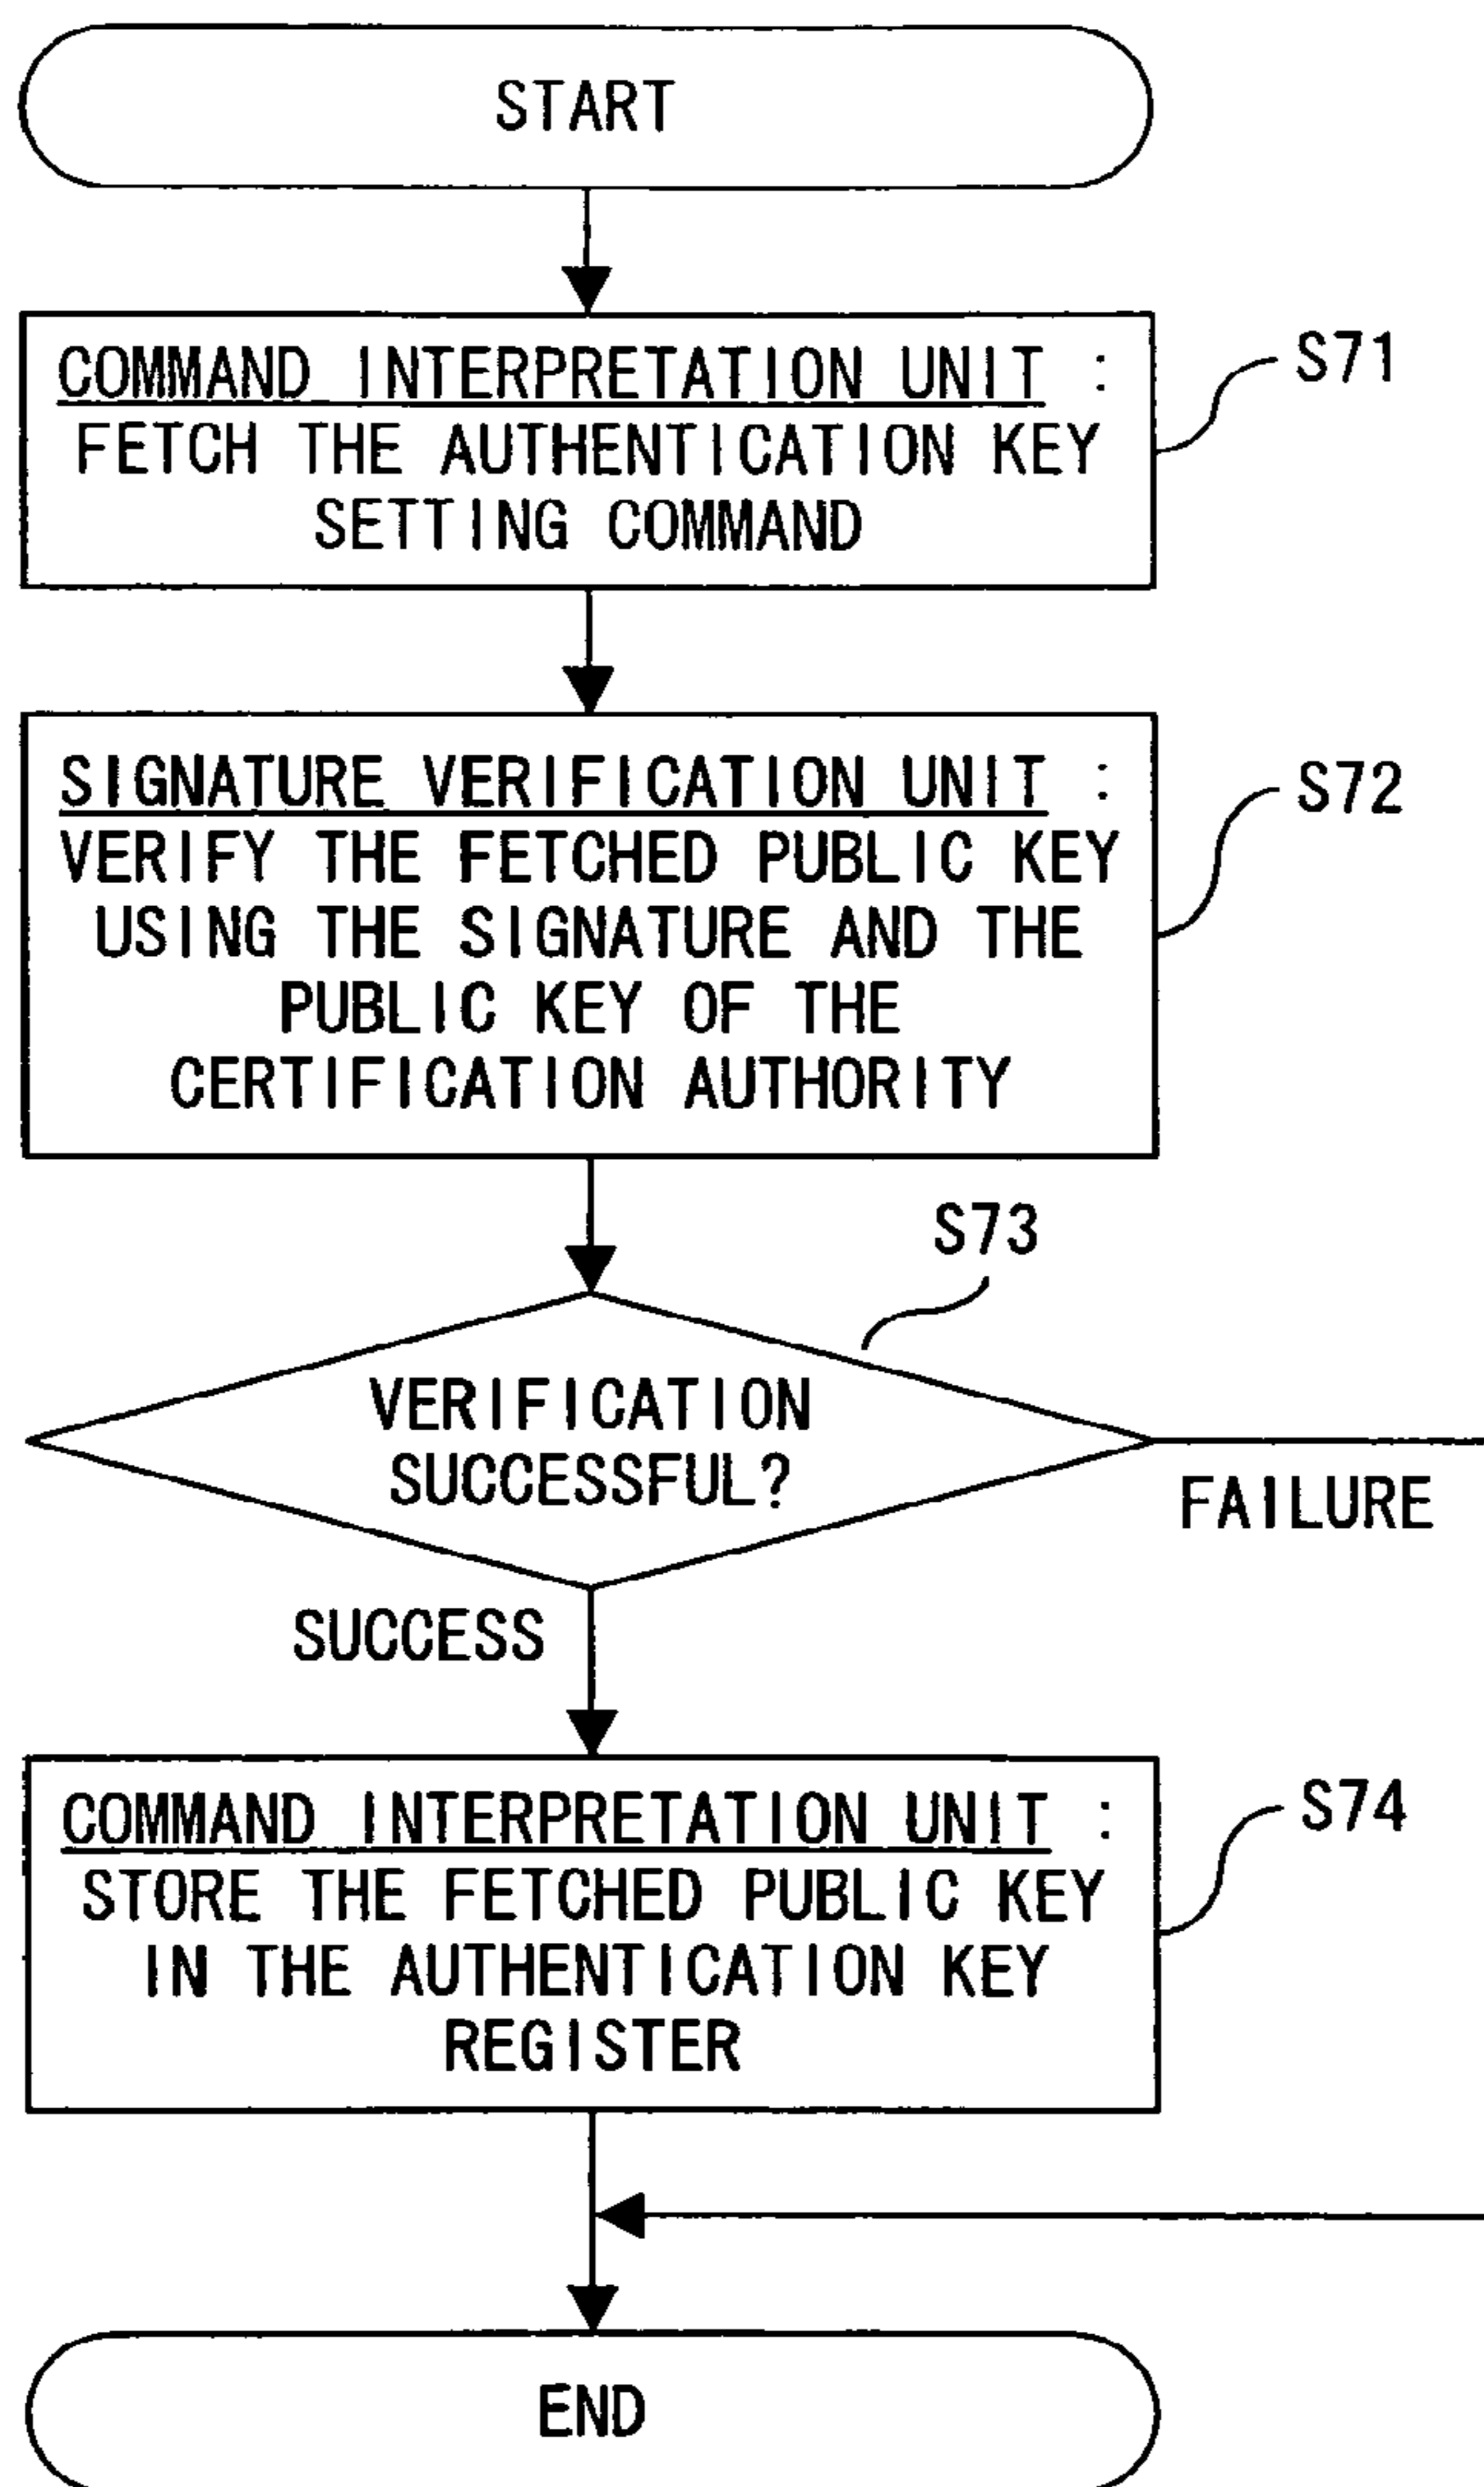 START
COMMAND INTERPRETATION UNIT :
FETCH THE AUTHENTICATION KEY
SETTING COMMAND
S71
SIGNATURE VERIFICATION UNIT :
VERIFY THE FETCHED PUBLIC KEY
USING THE SIGNATURE AND THE
PUBLIC KEY OF THE
CERTIFICATION AUTHORITY
S72
S73
VERIFICATION
SUCCESSFUL?
FAILURE
SUCCESS
COMMAND INTERPRETATION UNIT :
STORE THE FETCHED PUBLIC KEY
IN THE AUTHENTICATION KEY
REGISTER
S74
END